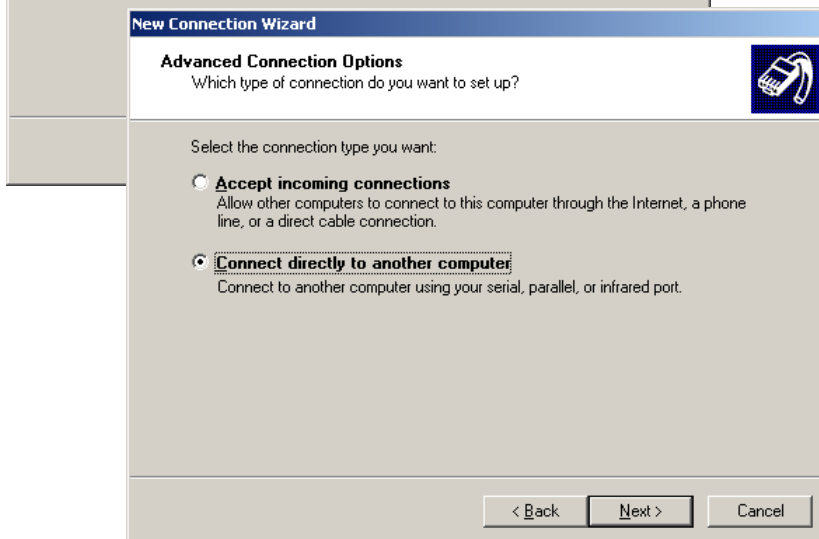 New Connection Wizard
Advanced Connection Options
Which type of connection do you want to set up?
Select the connection type you want:
Accept incoming connections
Allow other computers to connect to this computer through the Internet, a phone
line, or a direct cable connection.
Connect directly to another computer
Connect to another computer using your serial, parallel, or infrared port.
< Back Next > Cancel